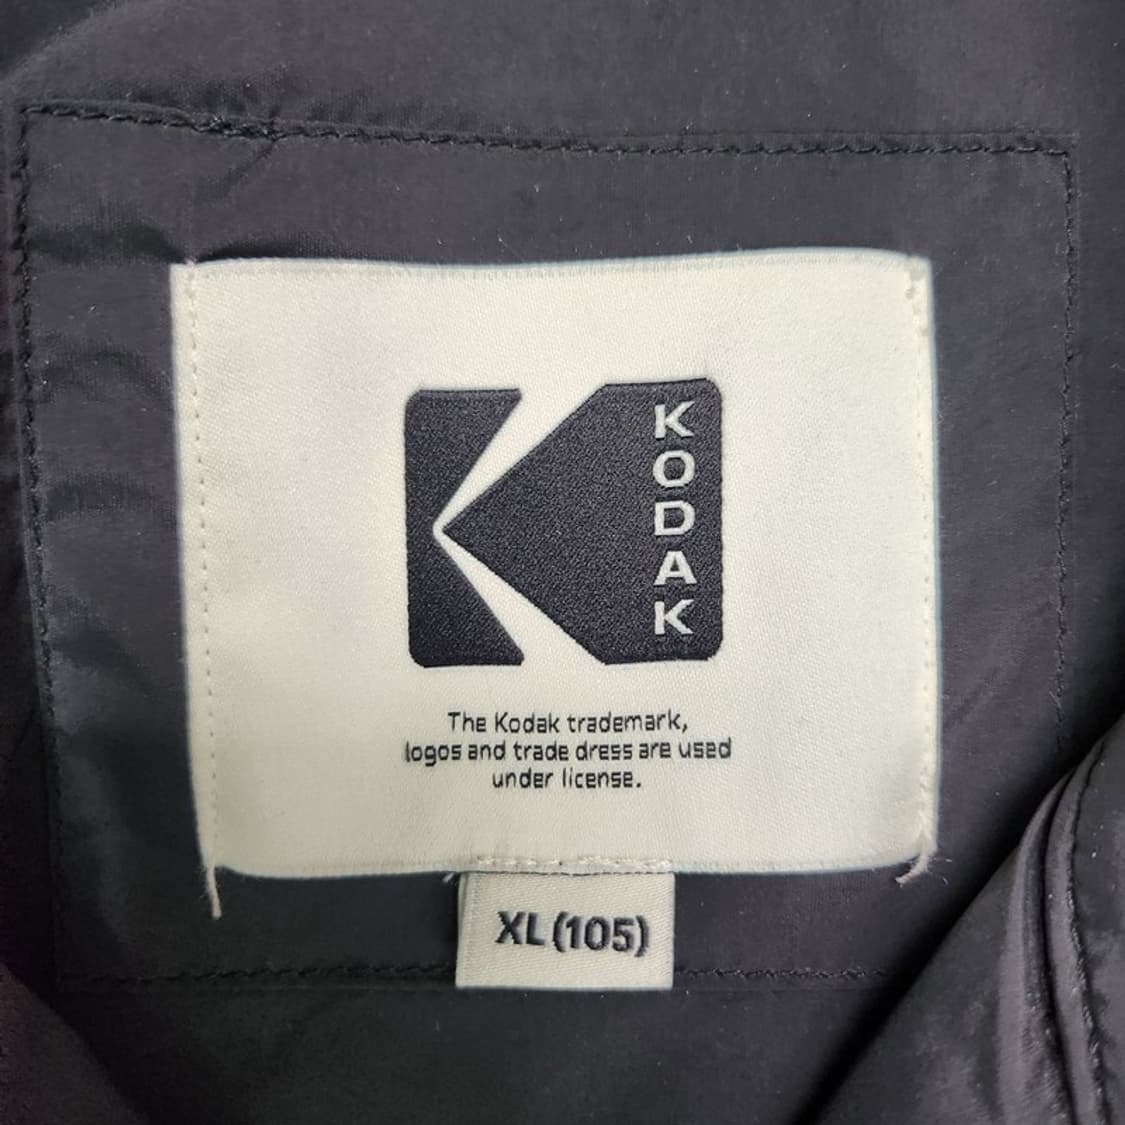 KODAK
The Kodak trademark,
logos and trade dress are used
under license.
XL (105)